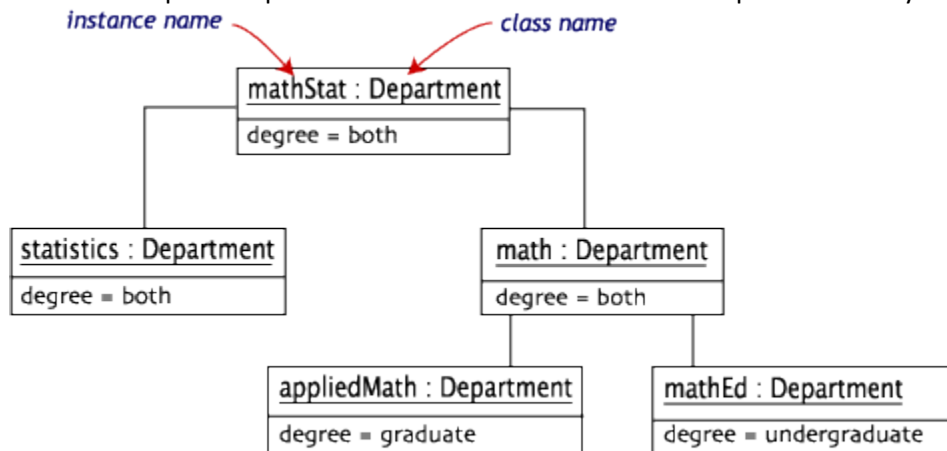 instance name
class name
mathStat : Department
degree = both
statistics : Department
degree = both
math : Department
degree = both
appliedMath : Department
degree = graduate
mathEd : Department
degree = undergraduate